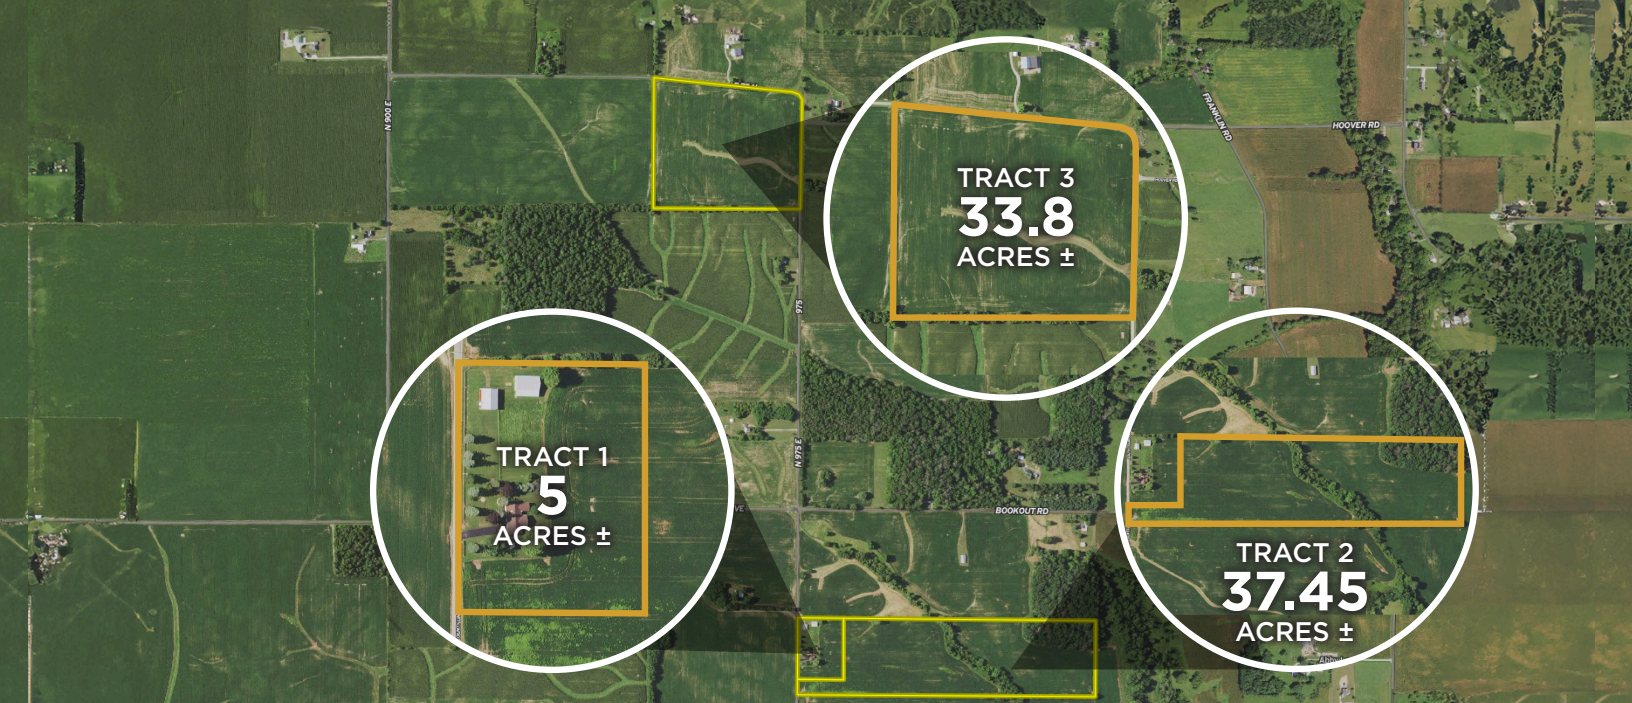 N 900 E
FRANKLIN RD
HOOVER RD
TRACT 3
33.8
ACRES ±
975
N 975 E
BOOKOUT RD
TRACT 1
5
ACRES ±
VE
TRACT 2
37.45
ACRES ±